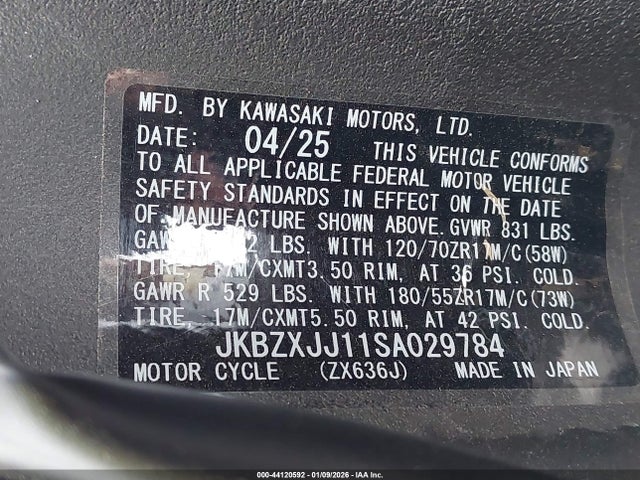 MFD. BY KAWASAKI MOTORS, LTD.
DATE: 04/25 THIS VEHICLE CONFORMS
TO ALL APPLICABLE FEDERAL MOTOR VEHICLE
SAFETY STANDARDS IN EFFECT ON THE DATE
OF MANUFACTURE SHOWN ABOVE. GVWR 831 LBS.
GAWR 2 LBS. WITH 120/70ZR17M/C(58W)
TIRE, 17M/CXMT3.50 RIM, AT 36 PSI. COLD.
GAWR R 529 LBS. WITH 180/55ZR17M/C(73W)
TIRE, 17M/CXMT5.50 RIM, AT 42 PSI. COLD.
JKBZXJJ11SA029784
MOTOR CYCLE (ZX636J) MADE IN JAPAN
000-44120592 - 01/09/2026 - IAA Inc.